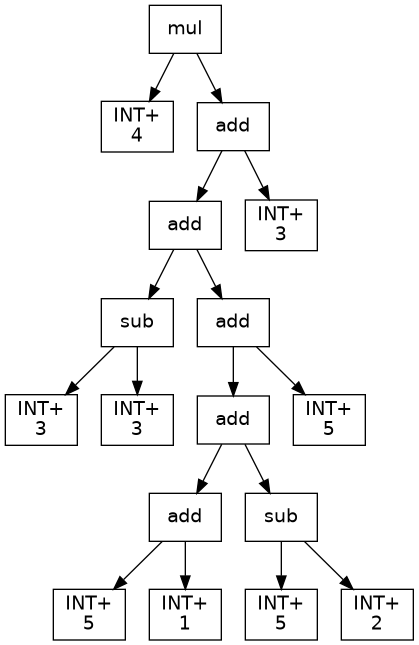 mul
INT+
4
add
add
INT+
3
sub
add
INT+
3
INT+
3
add
INT+
5
add
sub
INT+
5
INT+
1
INT+
5
INT+
2